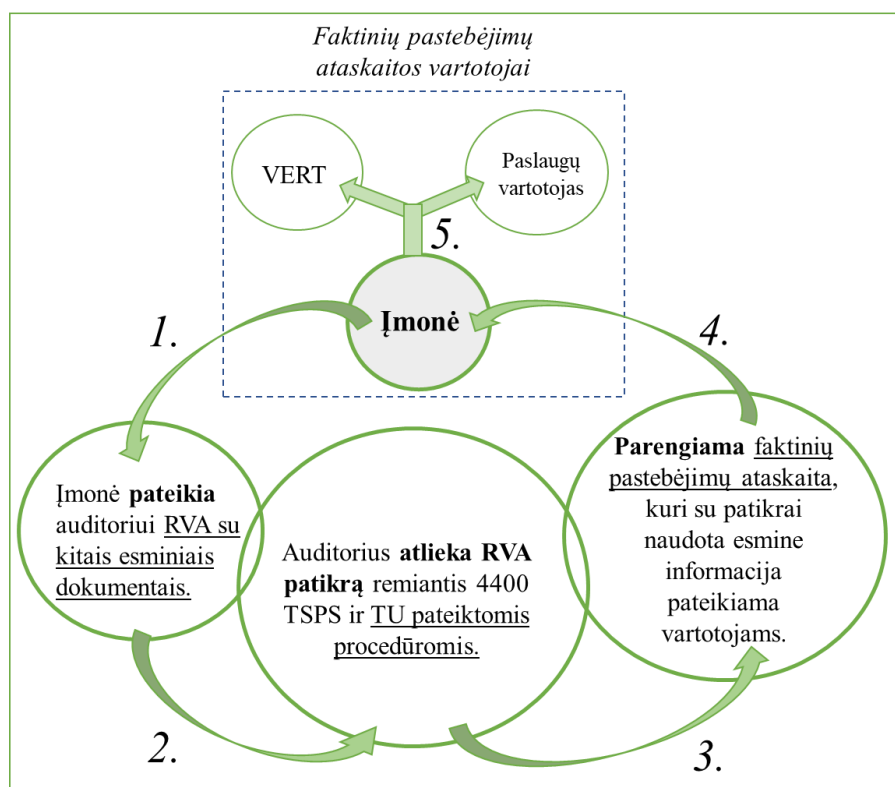 Faktinių pastebėjimų
ataskaitos vartotojai
VERT
Paslaugų
vartotojas
5.
Įmonė
1.
4.
Įmonė pateikia
auditoriui RVA su
kitais esminiais
dokumentais.
Auditorius atlieka RVA
patikrą remiantis 4400
TSPS ir TU pateiktomis
procedūromis.
Parengiama faktinių
pastebėjimų ataskaita,
kuri su patikrai
naudota esmine
informacija
pateikiama
vartotojams.
2.
3.